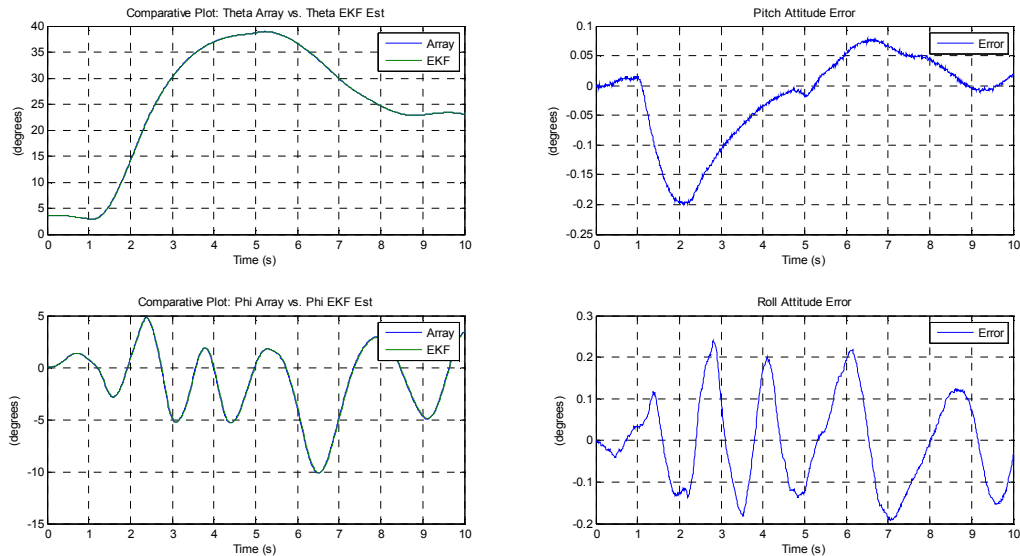 Comparative Plot: Theta Array vs. Theta EKF Est
40
35
30
25
20
15
10
5
0
(degrees)
Array
EKF
0 1 2 3 4 5 6 7 8 9 10
Time (s)
Pitch Attitude Error
0.1
0.05
0
-0.05
-0.1
-0.15
-0.2
-0.25
(degrees)
Error
0 1 2 3 4 5 6 7 8 9 10
Time (s)
Comparative Plot: Phi Array vs. Phi EKF Est
5
0
-5
-10
-15
(degrees)
Array
EKF
0 1 2 3 4 5 6 7 8 9 10
Time (s)
Roll Attitude Error
0.3
0.2
0.1
0
-0.1
-0.2
(degrees)
Error
0 1 2 3 4 5 6 7 8 9 10
Time (s)